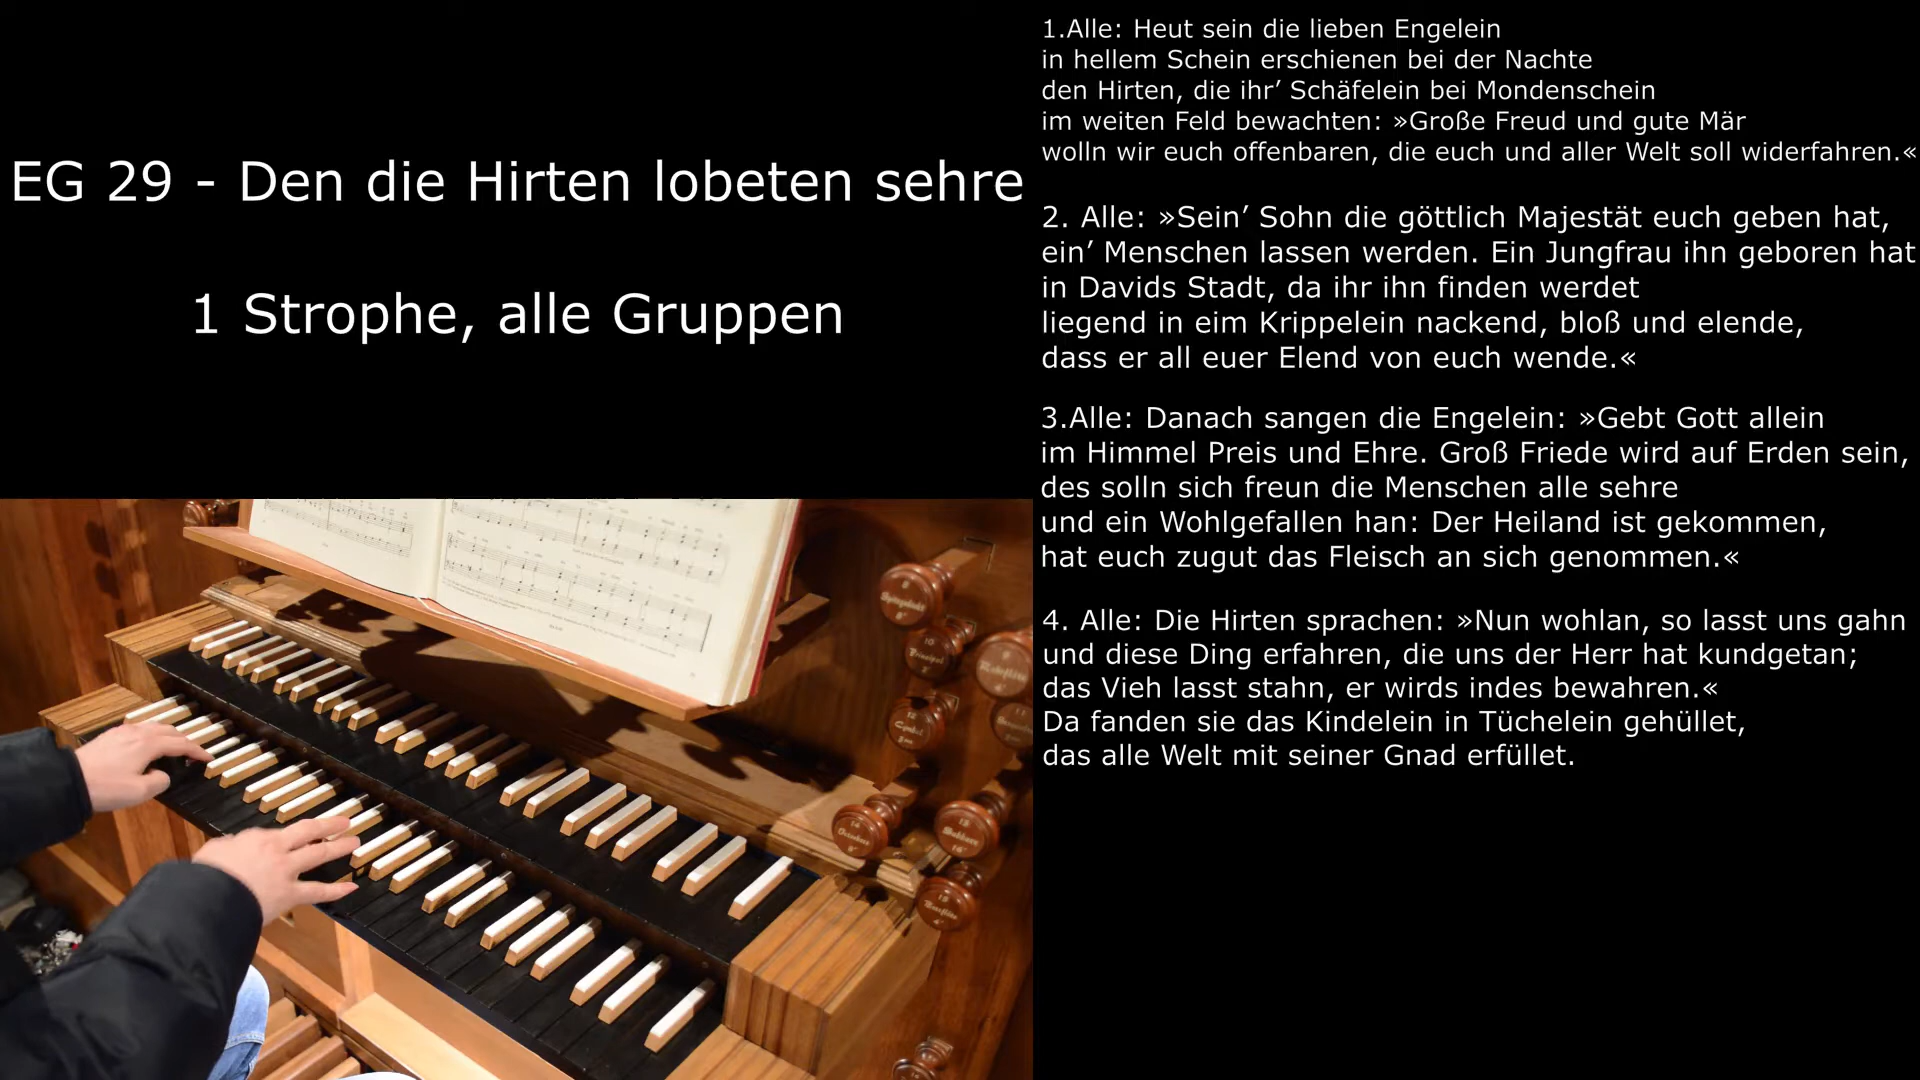 EG 29 - Den die Hirten lobeten sehre
1 Strophe, alle Gruppen
1.Alle: Heut sein die lieben Engelein
in hellem Schein erschienen bei der Nachte
den Hirten, die ihr’ Schäfelein bei Mondenschein
im weiten Feld bewachten: »Große Freud und gute Mär
wolln wir euch offenbaren, die euch und aller Welt soll widerfahren.«
2. Alle: »Sein’ Sohn die göttlich Majestät euch geben hat,
ein’ Menschen lassen werden. Ein Jungfrau ihn geboren hat
in Davids Stadt, da ihr ihn finden werdet
liegend in eim Krippelein nackend, bloß und elende,
dass er all euer Elend von euch wende.«
3.Alle: Danach sangen die Engelein: »Gebt Gott allein
im Himmel Preis und Ehre. Groß Friede wird auf Erden sein,
des solln sich freun die Menschen alle sehre
und ein Wohlgefallen han: Der Heiland ist gekommen,
hat euch zugut das Fleisch an sich genommen.«
4. Alle: Die Hirten sprachen: »Nun wohlan, so lasst uns gahn
und diese Ding erfahren, die uns der Herr hat kundgetan;
das Vieh lasst stahn, er wirds indes bewahren.«
Da fanden sie das Kindelein in Tüchelein gehüllet,
das alle Welt mit seiner Gnad erfüllet.
8'
10
Principal